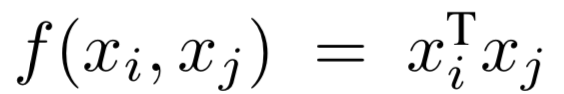 f(x_i, x_j) = x_i^T x_j